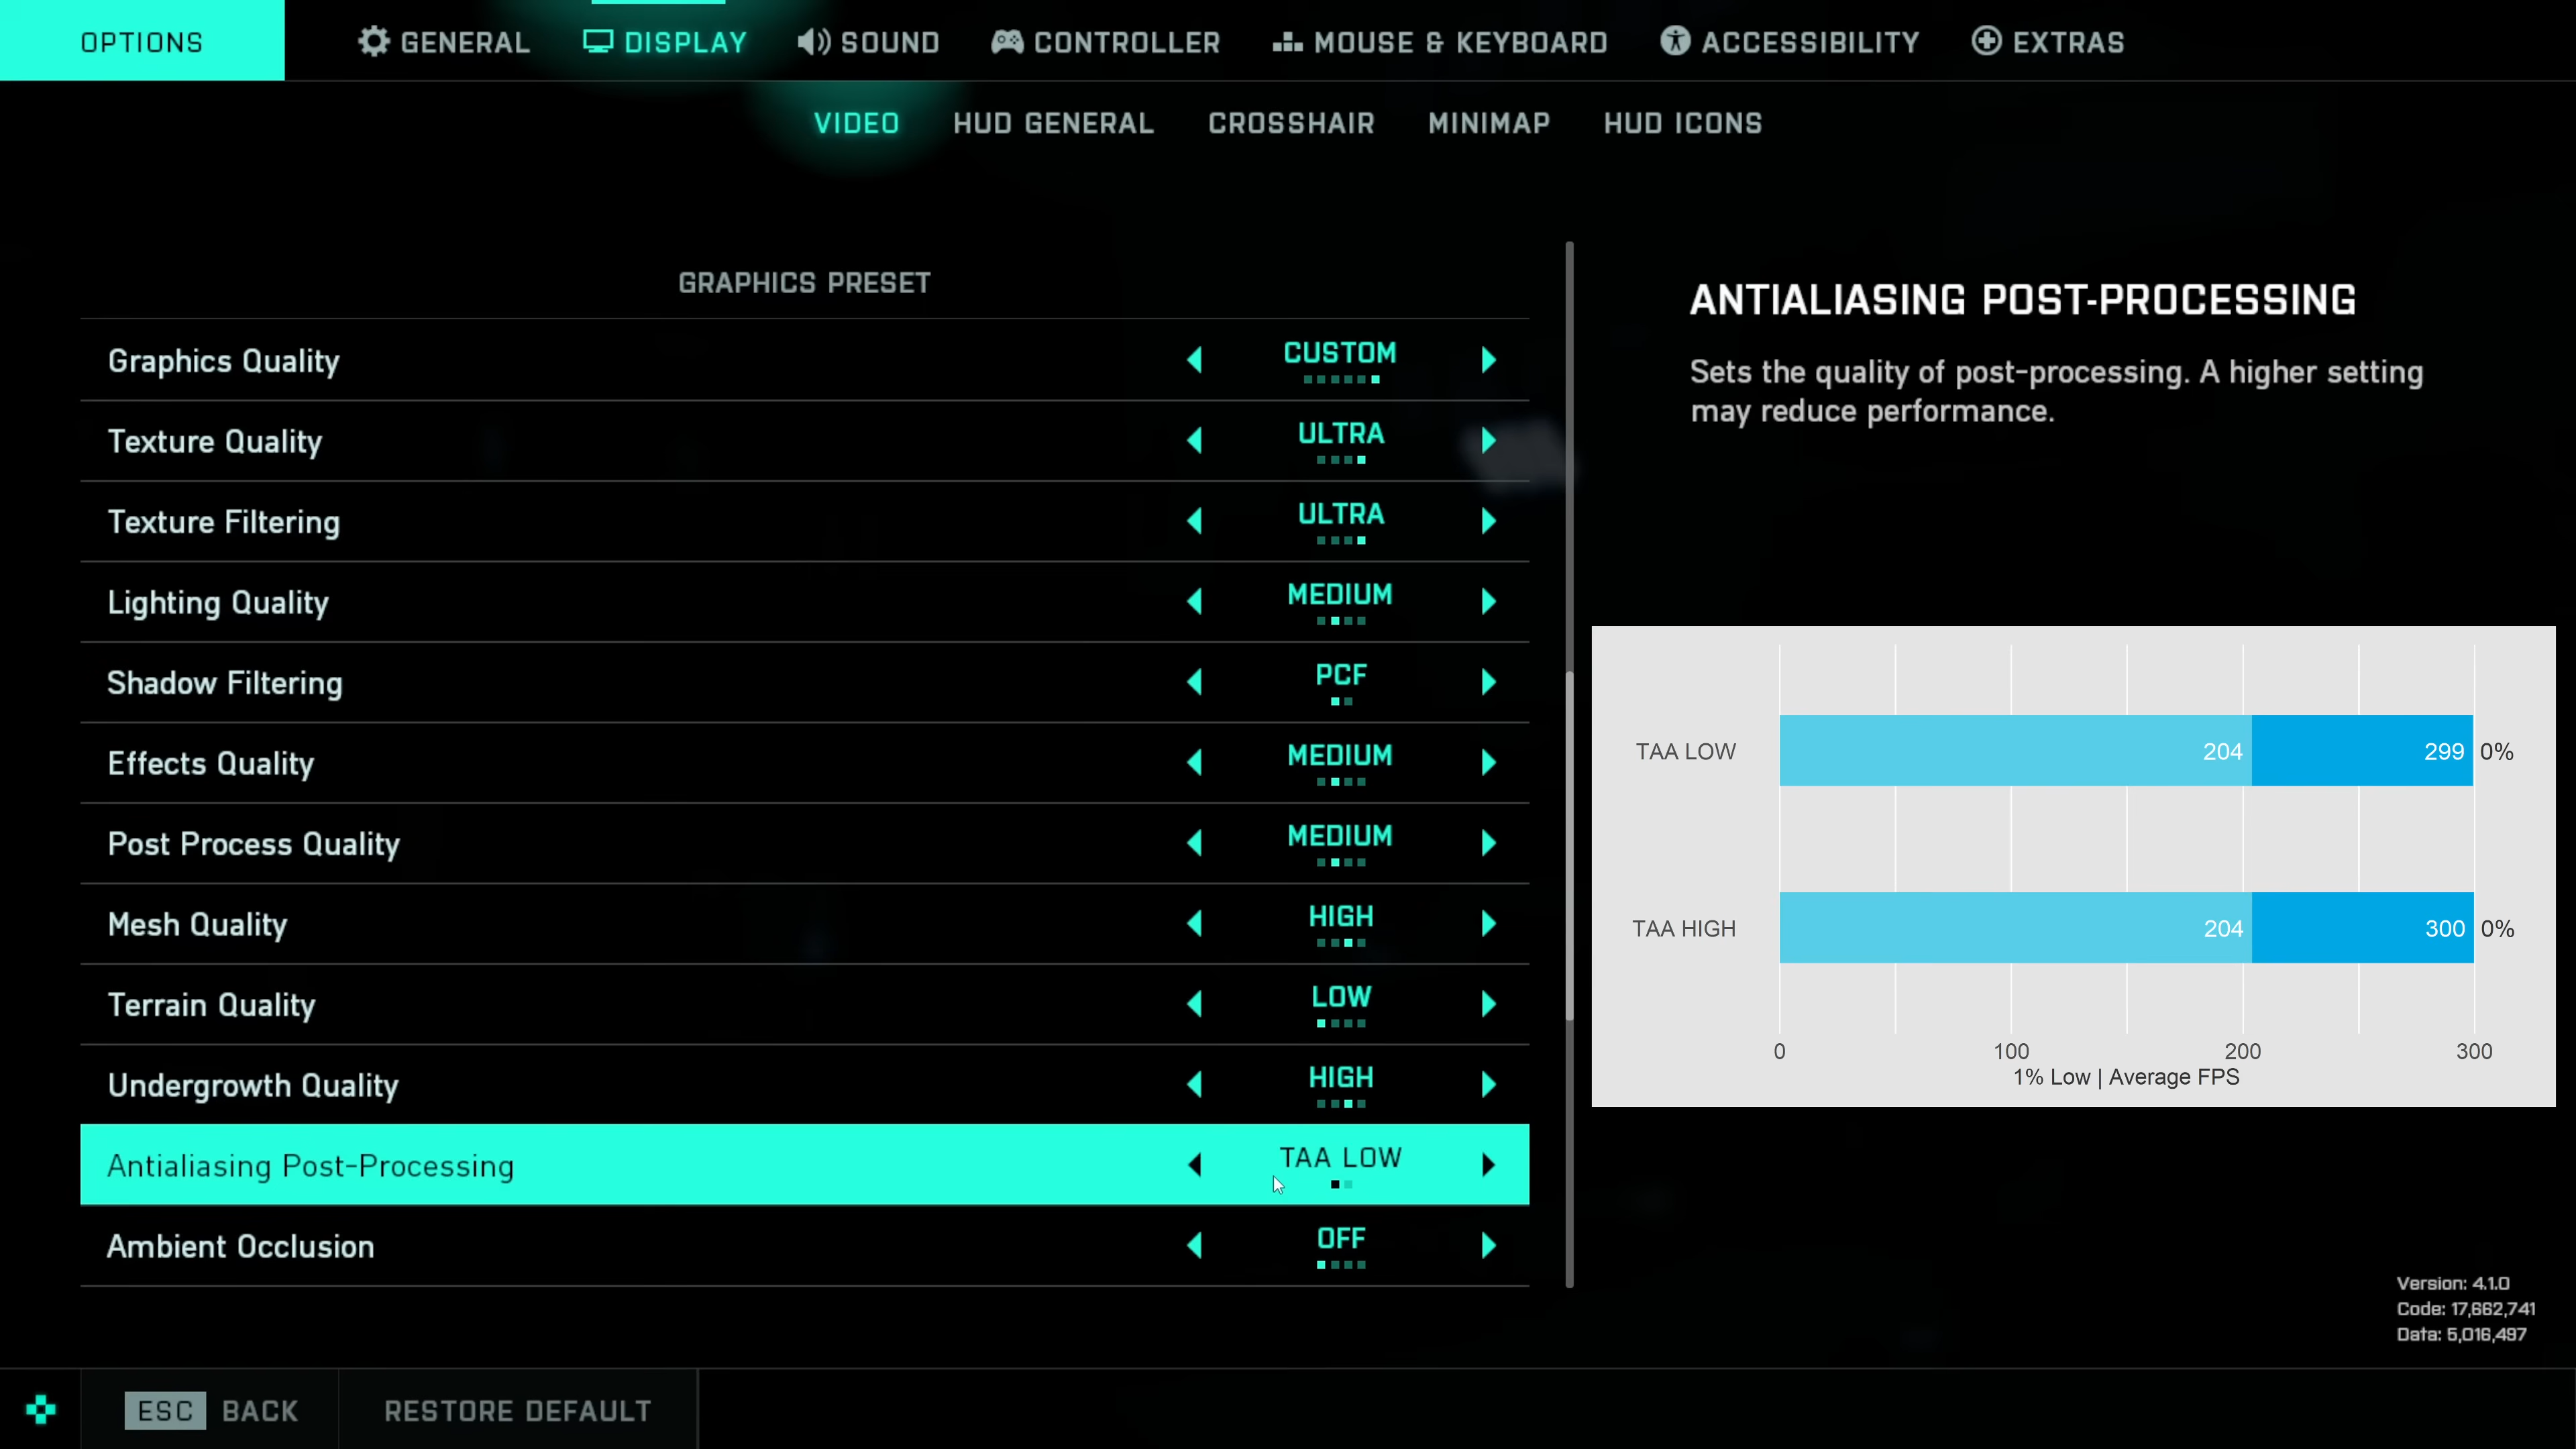 OPTIONS
GENERAL
DISPLAY
SOUND
CONTROLLER
MOUSE & KEYBOARD
ACCESSIBILITY
EXTRAS
VIDEO
HUD GENERAL
CROSSHAIR
MINIMAP
HUD ICONS
GRAPHICS PRESET
Graphics Quality
CUSTOM
Texture Quality
ULTRA
Texture Filtering
ULTRA
Lighting Quality
MEDIUM
Shadow Filtering
PCF
Effects Quality
MEDIUM
Post Process Quality
MEDIUM
Mesh Quality
HIGH
Terrain Quality
LOW
Undergrowth Quality
HIGH
Antialiasing Post-Processing
TAA LOW
Ambient Occlusion
OFF
ANTIALIASING POST-PROCESSING
Sets the quality of post-processing. A higher setting
may reduce performance.
TAA LOW
204
299
0%
TAA HIGH
204
300
0%
0
100
200
300
1% Low | Average FPS
Version: 4.1.0
Code: 17,662,741
Data: 5,016,497
ESC BACK
RESTORE DEFAULT